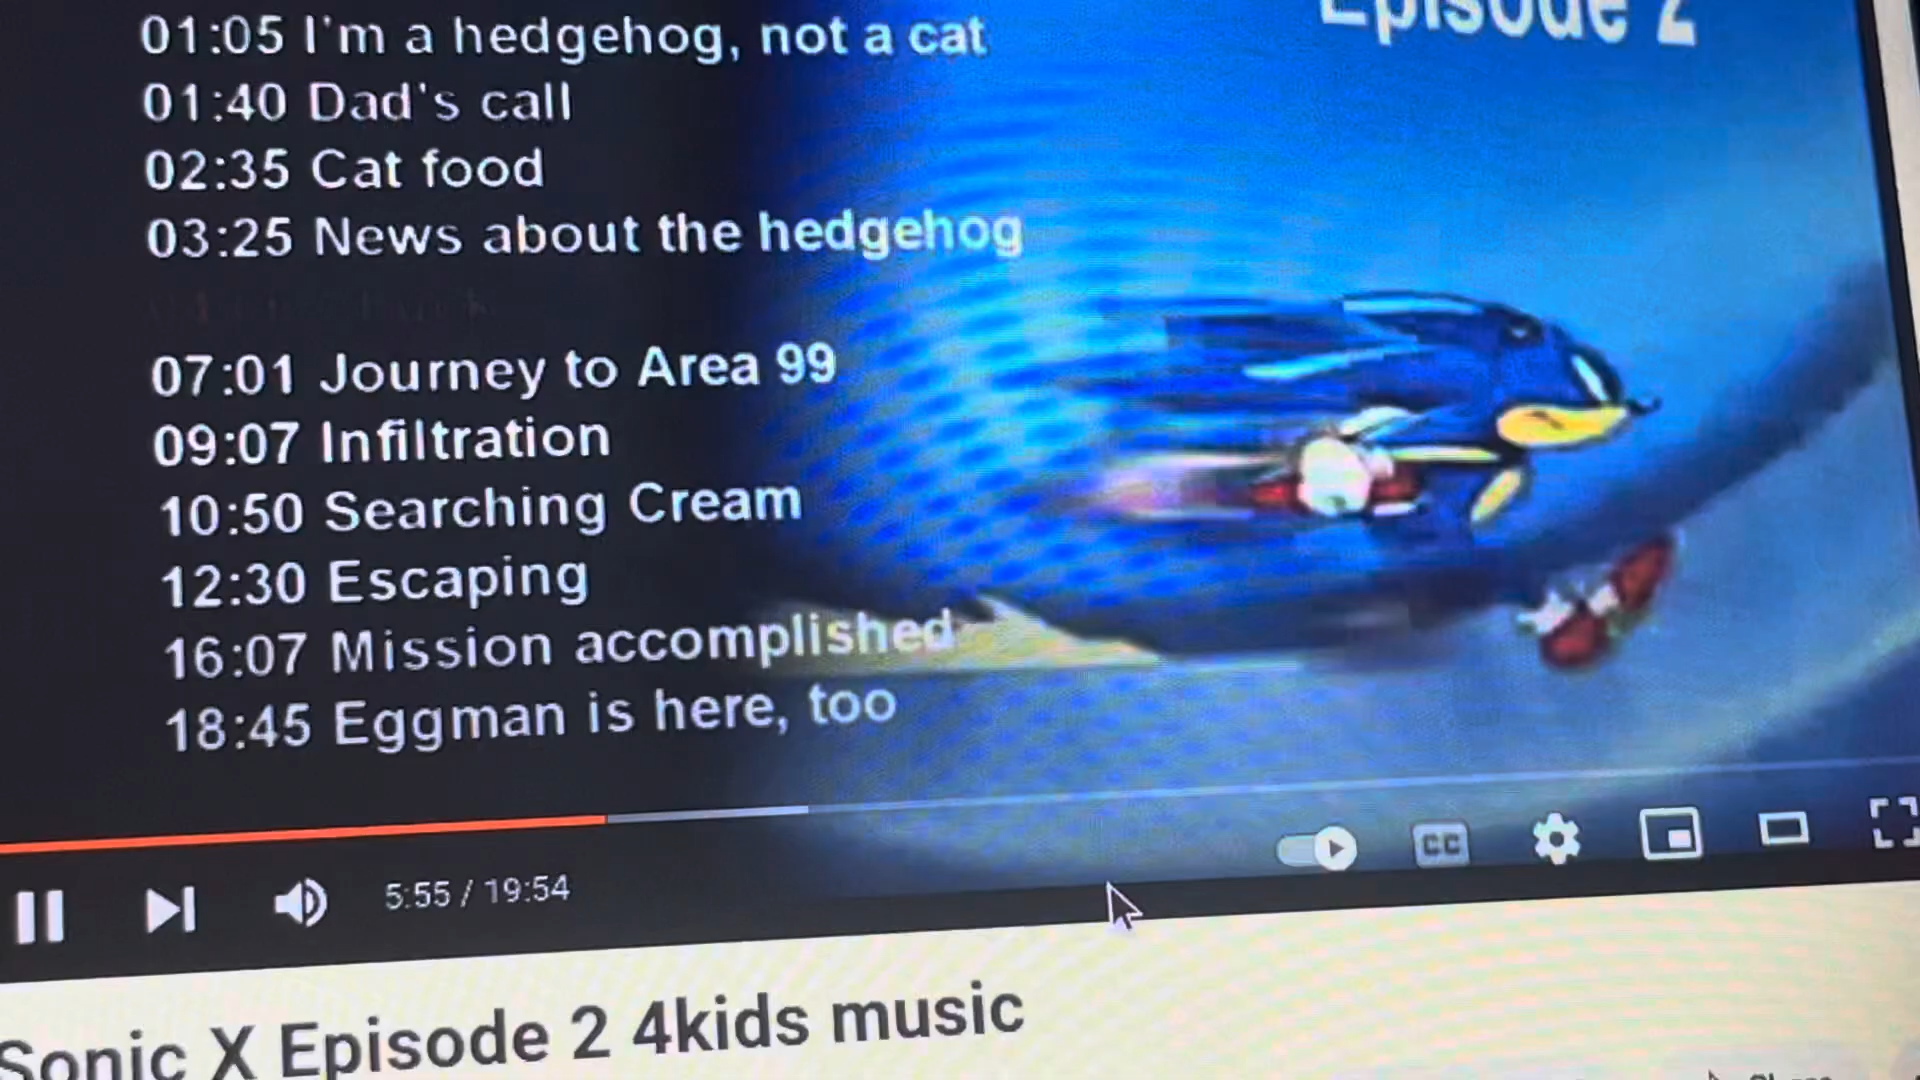 Episode 2
01:05 I'm a hedgehog, not a cat
01:40 Dad's call
02:35 Cat food
03:25 News about the hedgehog
07:01 Journey to Area 99
09:07 Infiltration
10:50 Searching Cream
12:30 Escaping
16:07 Mission accomplished
18:45 Eggman is here, too
CC
5:55 / 19:54
Sonic X Episode 2 4kids music